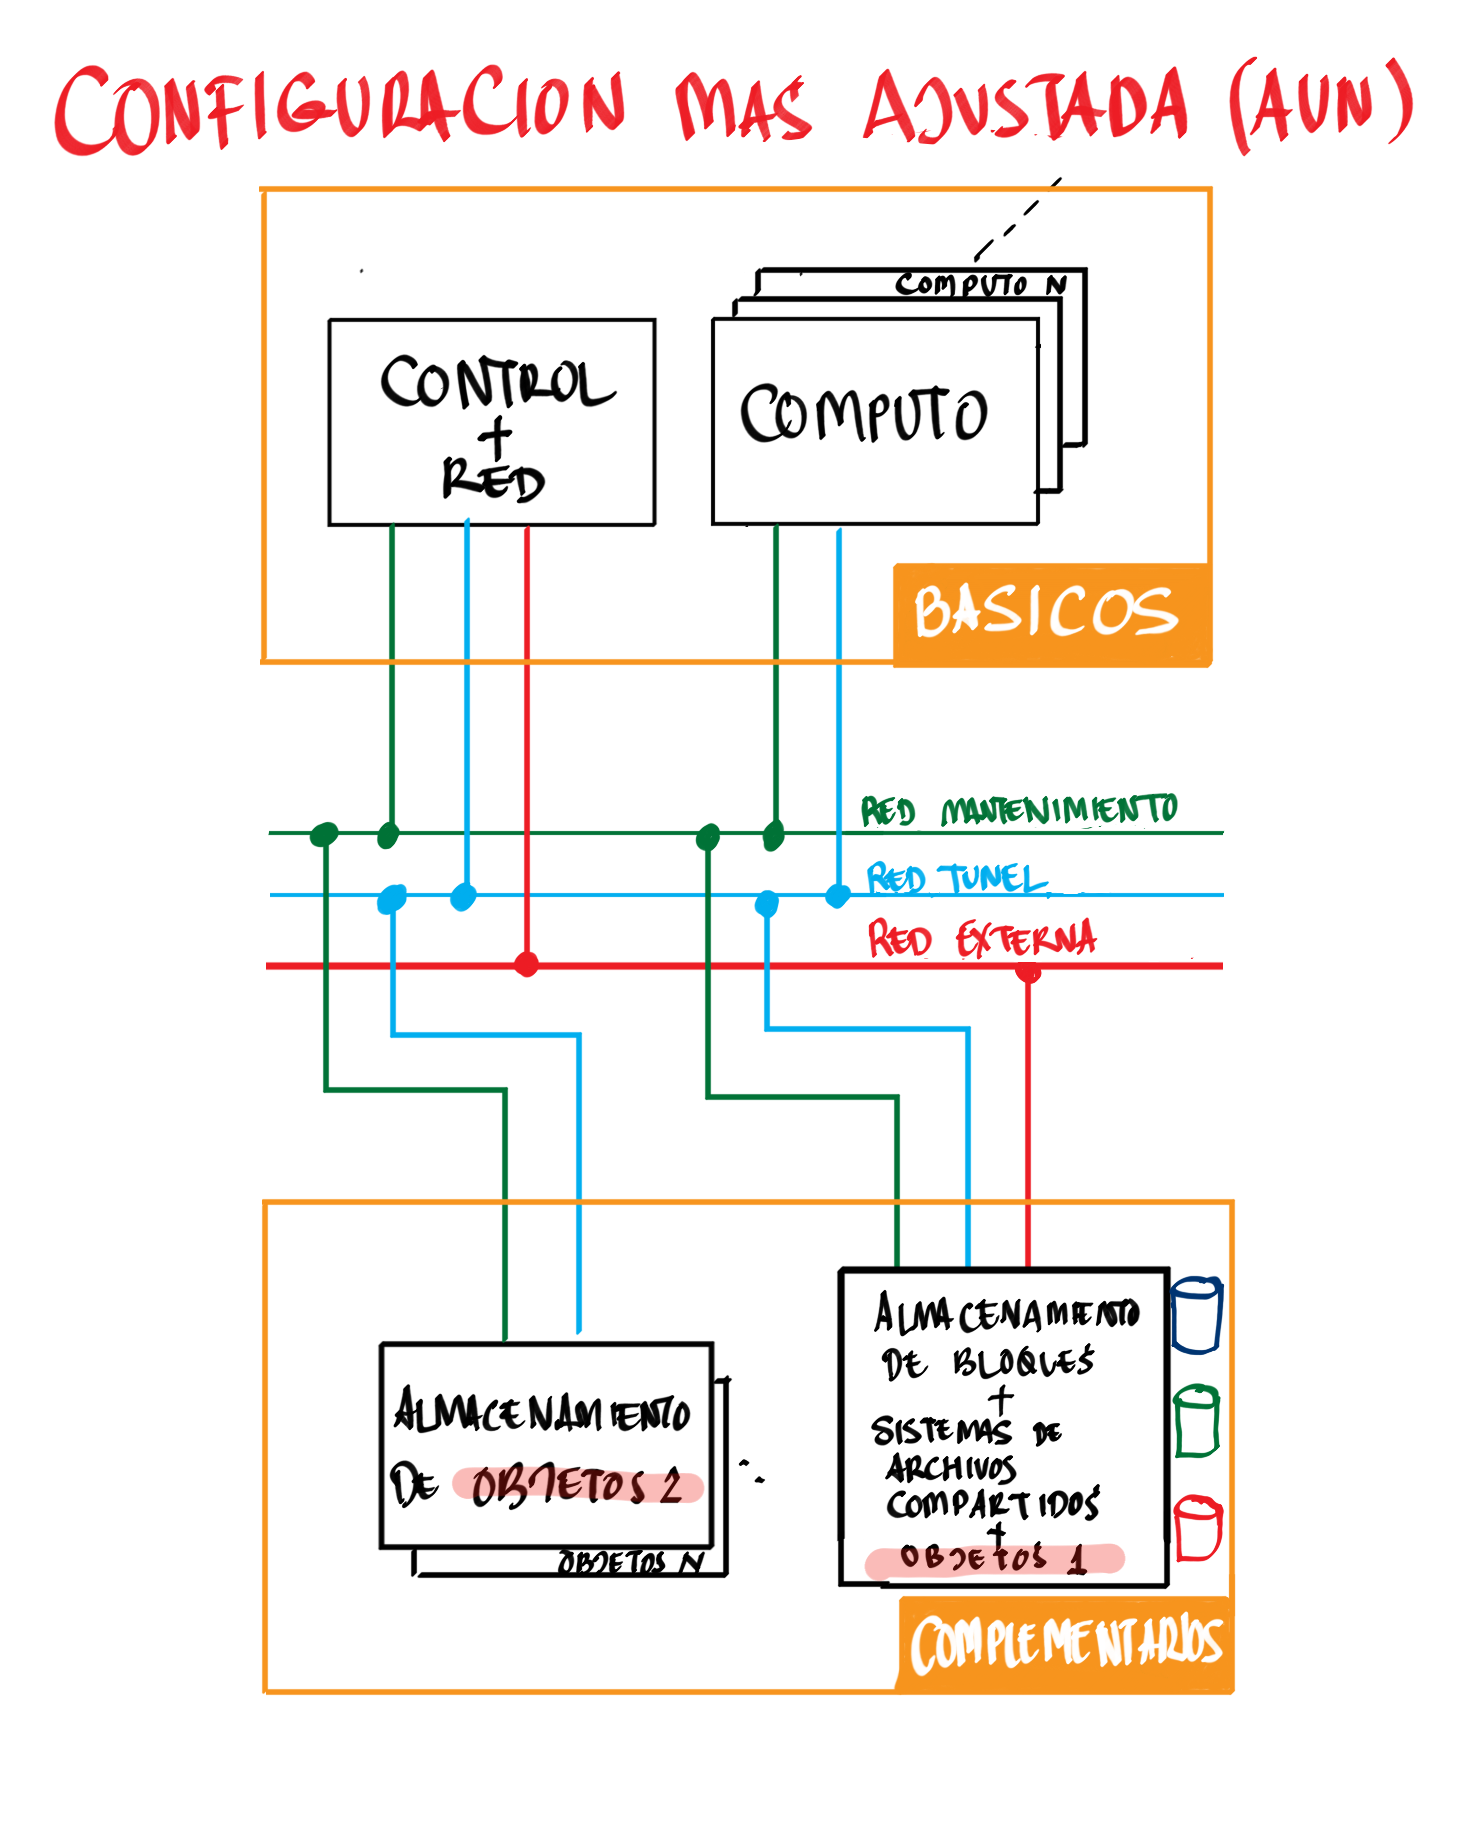 CONFIGURACION MAS AJUSTADA (AUN)
COMPUTO N
CONTROL
+
RED
COMPUTO
BASICOS
RED MANTENIMIENTO
RED TUNEL
RED EXTERNA
ALMACENAMIENTO
DE OBJETOS 2
OBJETOS N
ALMACENAMIENTO
DE BLOQUES
+
SISTEMAS DE
ARCHIVOS
COMPARTIDOS
+
OBJETOS 1
COMPLEMENTARIOS